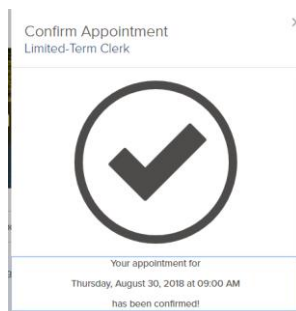 Confirm Appointment
Limited-Term Clerk
Your appointment for
Thursday, August 30, 2018 at 09:00 AM
has been confirmed!